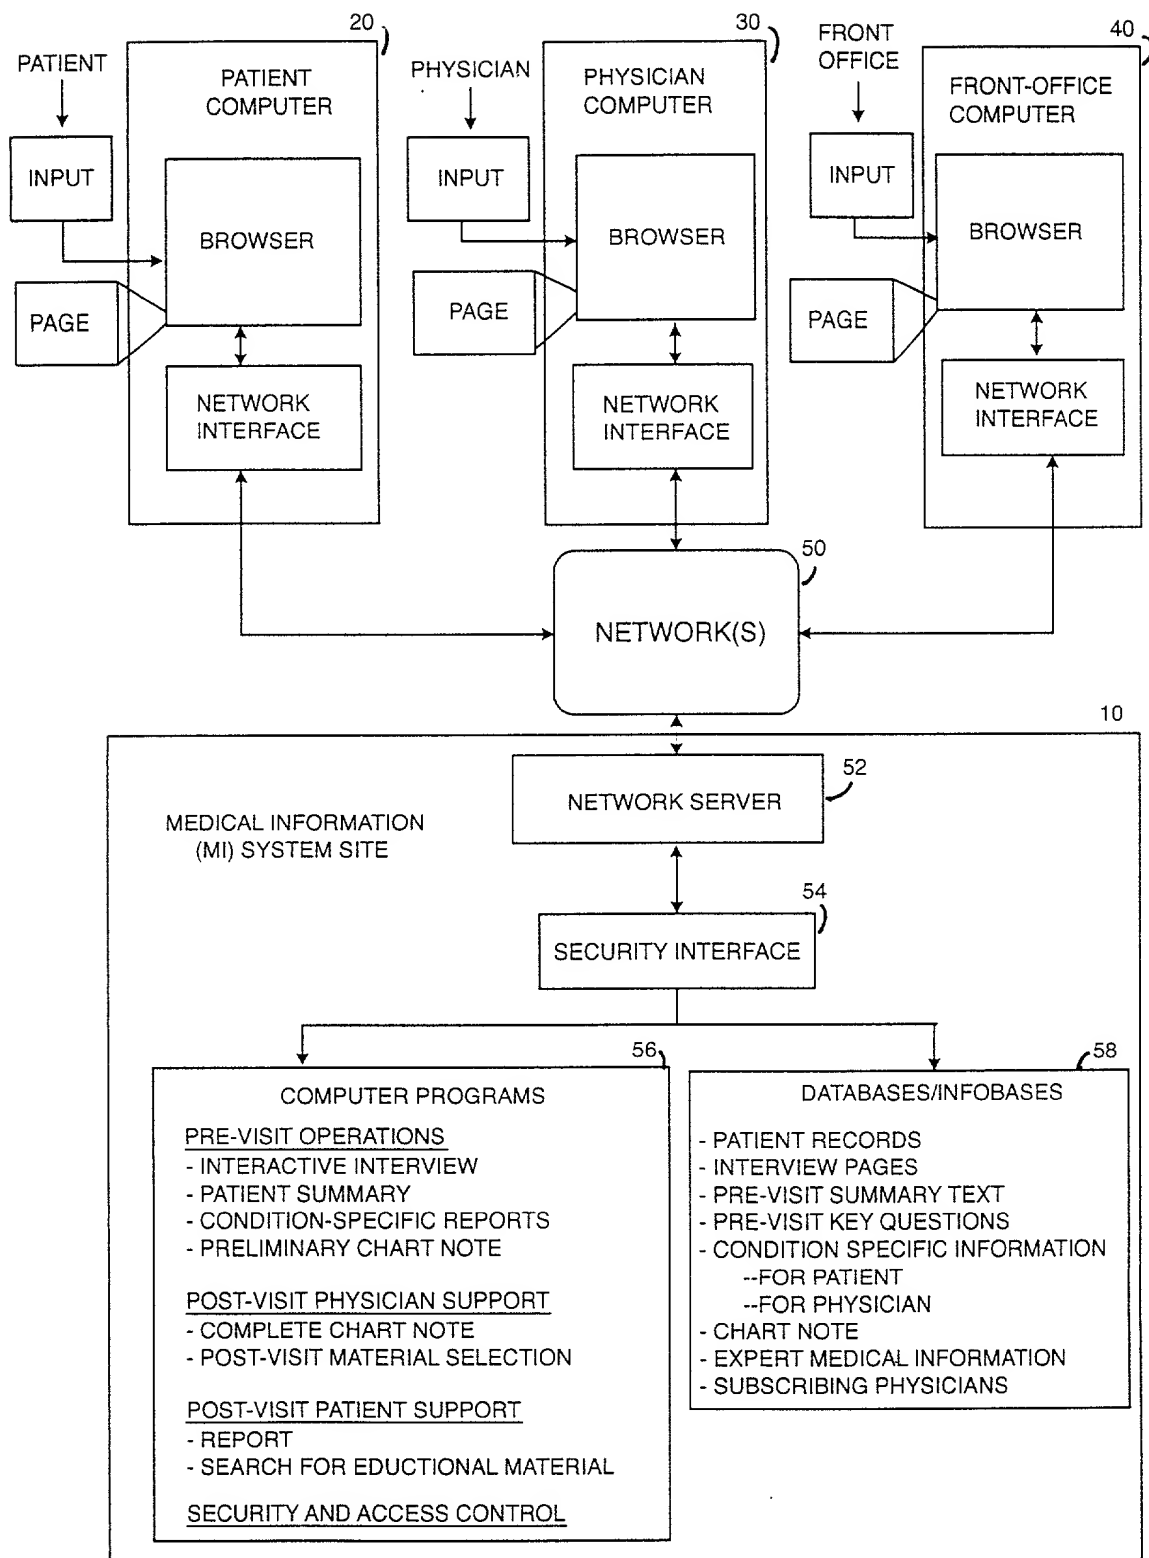 20
30
40
PATIENT
PHYSICIAN
FRONT
OFFICE
PATIENT
COMPUTER
PHYSICIAN
COMPUTER
FRONT-OFFICE
COMPUTER
INPUT
BROWSER
PAGE
NETWORK
INTERFACE
INPUT
BROWSER
PAGE
NETWORK
INTERFACE
INPUT
BROWSER
PAGE
NETWORK
INTERFACE
50
NETWORK(S)
10
52
NETWORK SERVER
MEDICAL INFORMATION
(MI) SYSTEM SITE
54
SECURITY INTERFACE
56
COMPUTER PROGRAMS
PRE-VISIT OPERATIONS
- INTERACTIVE INTERVIEW
- PATIENT SUMMARY
- CONDITION-SPECIFIC REPORTS
- PRELIMINARY CHART NOTE
POST-VISIT PHYSICIAN SUPPORT
- COMPLETE CHART NOTE
- POST-VISIT MATERIAL SELECTION
POST-VISIT PATIENT SUPPORT
- REPORT
- SEARCH FOR EDUCTIONAL MATERIAL
SECURITY AND ACCESS CONTROL
58
DATABASES/INFOBASES
- PATIENT RECORDS
- INTERVIEW PAGES
- PRE-VISIT SUMMARY TEXT
- PRE-VISIT KEY QUESTIONS
- CONDITION SPECIFIC INFORMATION
--FOR PATIENT
--FOR PHYSICIAN
- CHART NOTE
- EXPERT MEDICAL INFORMATION
- SUBSCRIBING PHYSICIANS